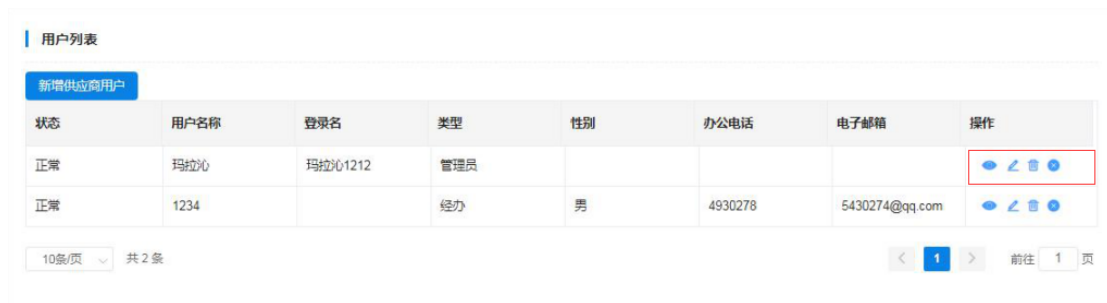 用户列表
新增供应商用户
状态 用户名称 登录名 类型 性别 办公电话 电子邮箱 操作
正常 玛拉沁 玛拉沁1212 管理员
正常 1234 经办 男 4930278 5430274@qq.com
10条/页 共 2 条 1 前往 1 页